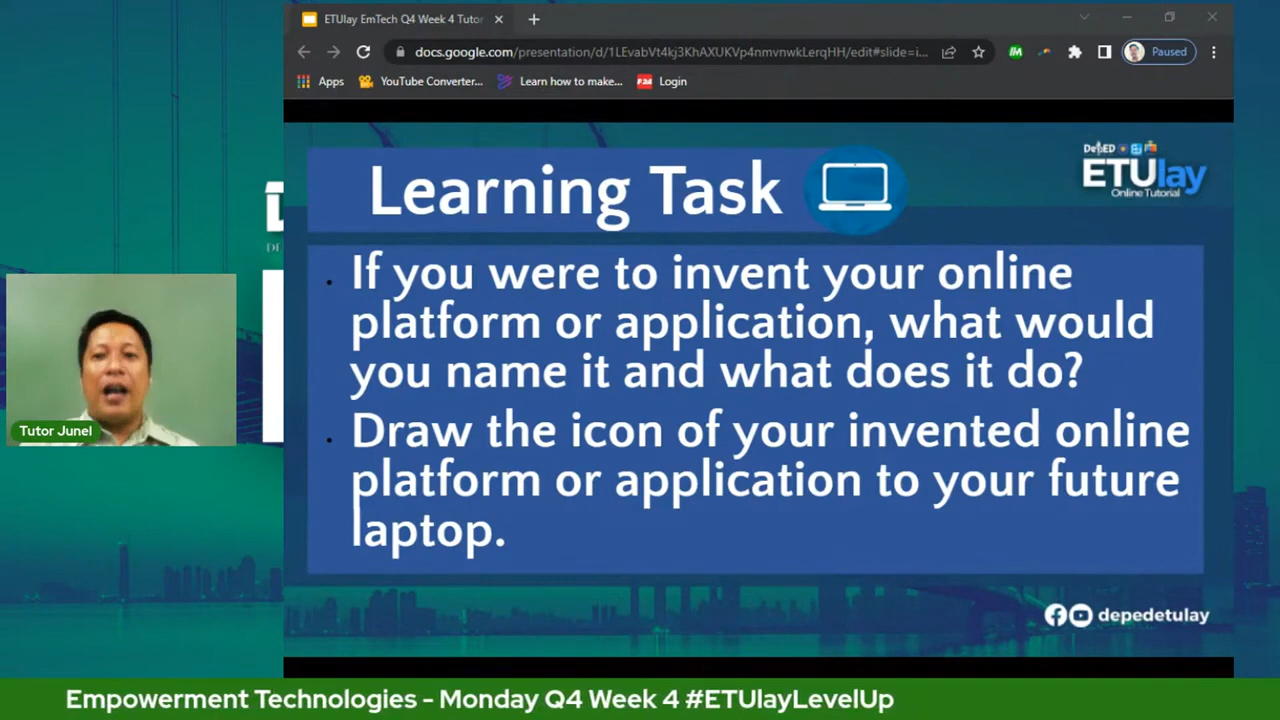 ETUlay EmTech Q4 Week 4 Tutor
docs.google.com/presentation/d/1LEvabVt4kj3KhAXUKVp4nmvnwkLerqHH/edit#slide=i...
Paused
Apps
YouTube Converter...
Learn how to make...
Login
Learning Task
DepED
ETUlay
Online Tutorial
If you were to invent your online
platform or application, what would
you name it and what does it do?
Draw the icon of your invented online
platform or application to your future
laptop.
Tutor Junel
depedetulay
Empowerment Technologies - Monday Q4 Week 4 #ETUlayLevelUp